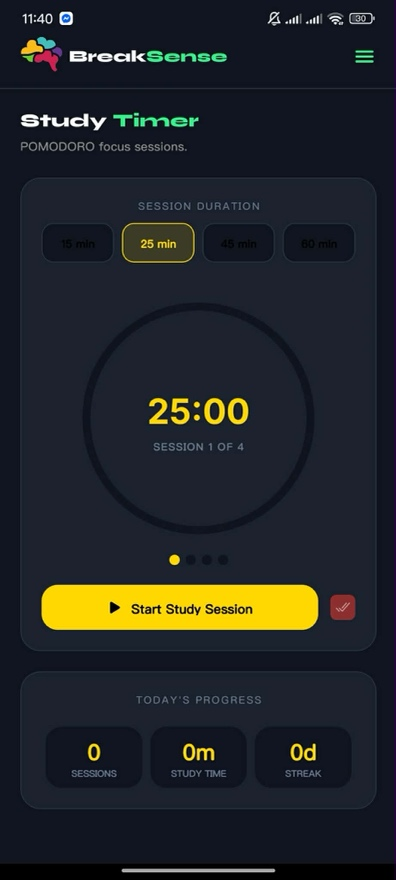 11:40
30
BreakSense
Study Timer
POMODORO focus sessions.
SESSION DURATION
15 min 25 min 45 min 60 min
25:00
SESSION 1 OF 4
Start Study Session
TODAY'S PROGRESS
0 0m 0d
SESSIONS STUDY TIME STREAK